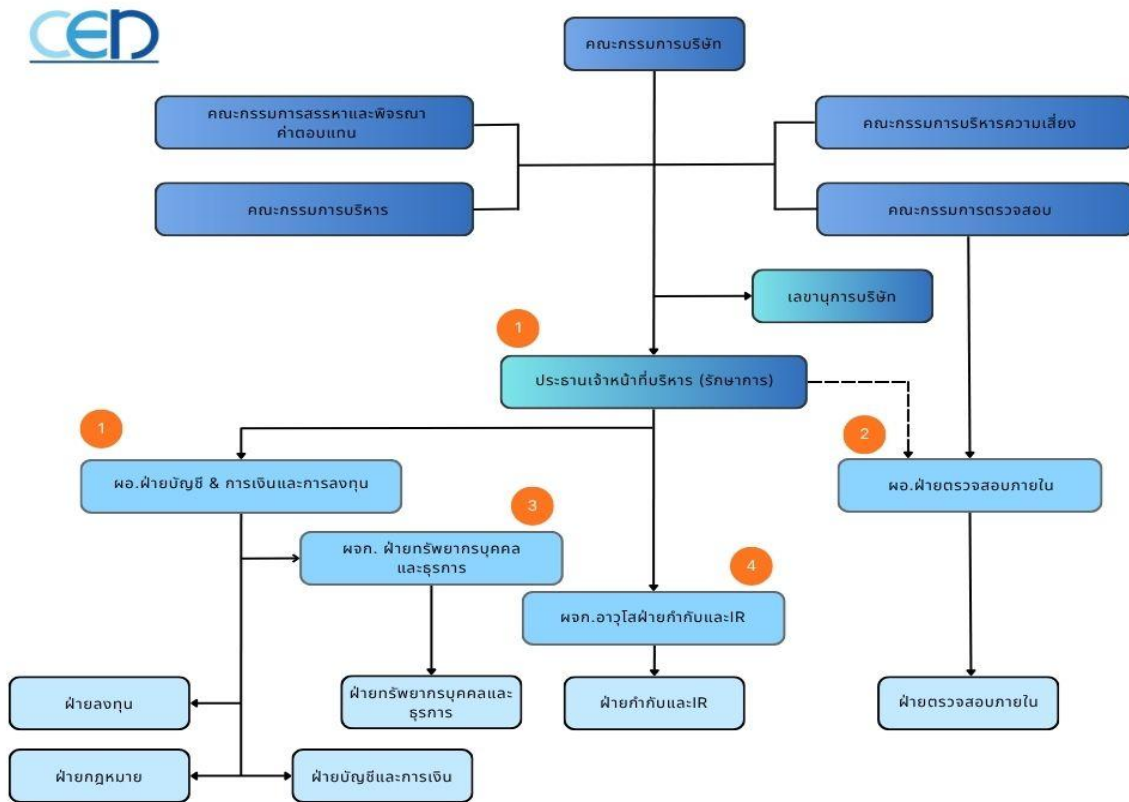 CEN
คณะกรรมการบริษัท
คณะกรรมการสรรหาและพิจรณา
ค่าตอบแทน
คณะกรรมการบริหารความเสี่ยง
คณะกรรมการบริหาร
คณะกรรมการตรวจสอบ
เลขานุการบริษัท
1
ประธานเจ้าหน้าที่บริหาร (รักษาการ)
1
2
ผอ.ฝ่ายบัญชี & การเงินและการลงทุน
ผอ.ฝ่ายตรวจสอบภายใน
3
ผจก. ฝ่ายทรัพยากรบุคคล
และธุรการ
4
ผจก.อาวุโสฝ่ายกำกับและIR
ฝ่ายลงทุน
ฝ่ายทรัพยากรบุคคลและ
ธุรการ
ฝ่ายกำกับและIR
ฝ่ายตรวจสอบภายใน
ฝ่ายกฎหมาย
ฝ่ายบัญชีและการเงิน